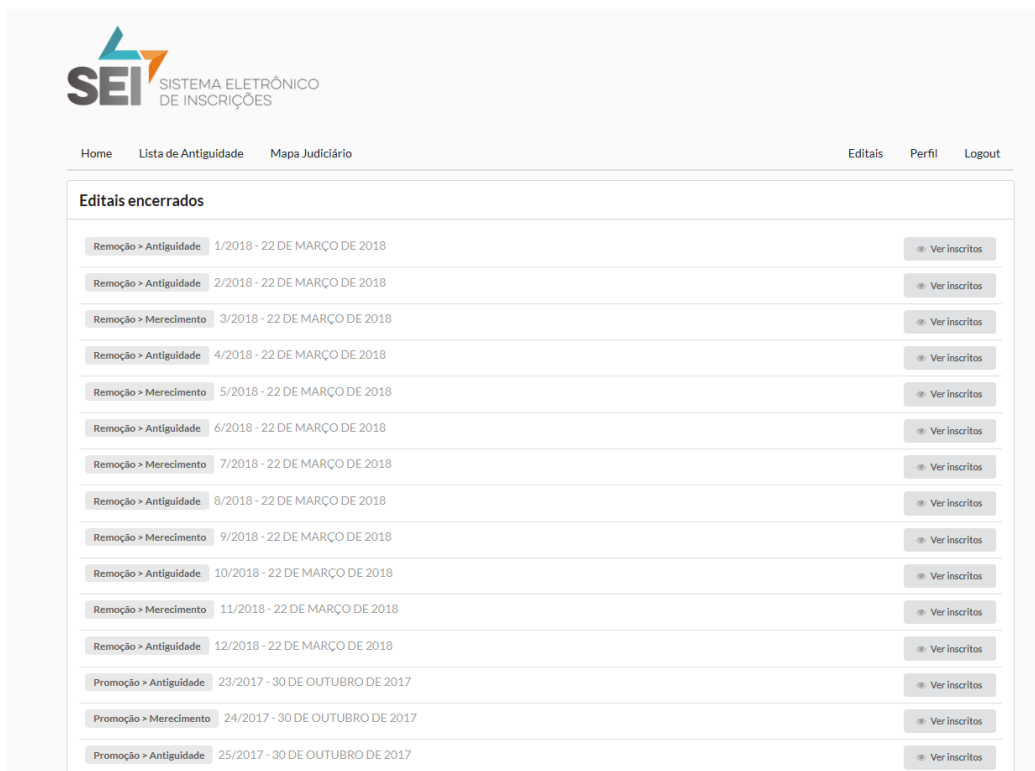 SEI SISTEMA ELETRÔNICO
DE INSCRIÇÕES
Home Lista de Antiguidade Mapa Judiciário Editais Perfil Logout
Editais encerrados
Remoção > Antiguidade 1/2018 - 22 DE MARÇO DE 2018 Ver inscritos
Remoção > Antiguidade 2/2018 - 22 DE MARÇO DE 2018 Ver inscritos
Remoção > Merecimento 3/2018 - 22 DE MARÇO DE 2018 Ver inscritos
Remoção > Antiguidade 4/2018 - 22 DE MARÇO DE 2018 Ver inscritos
Remoção > Merecimento 5/2018 - 22 DE MARÇO DE 2018 Ver inscritos
Remoção > Antiguidade 6/2018 - 22 DE MARÇO DE 2018 Ver inscritos
Remoção > Merecimento 7/2018 - 22 DE MARÇO DE 2018 Ver inscritos
Remoção > Antiguidade 8/2018 - 22 DE MARÇO DE 2018 Ver inscritos
Remoção > Merecimento 9/2018 - 22 DE MARÇO DE 2018 Ver inscritos
Remoção > Antiguidade 10/2018 - 22 DE MARÇO DE 2018 Ver inscritos
Remoção > Merecimento 11/2018 - 22 DE MARÇO DE 2018 Ver inscritos
Remoção > Antiguidade 12/2018 - 22 DE MARÇO DE 2018 Ver inscritos
Promoção > Antiguidade 23/2017 - 30 DE OUTUBRO DE 2017 Ver inscritos
Promoção > Merecimento 24/2017 - 30 DE OUTUBRO DE 2017 Ver inscritos
Promoção > Antiguidade 25/2017 - 30 DE OUTUBRO DE 2017 Ver inscritos